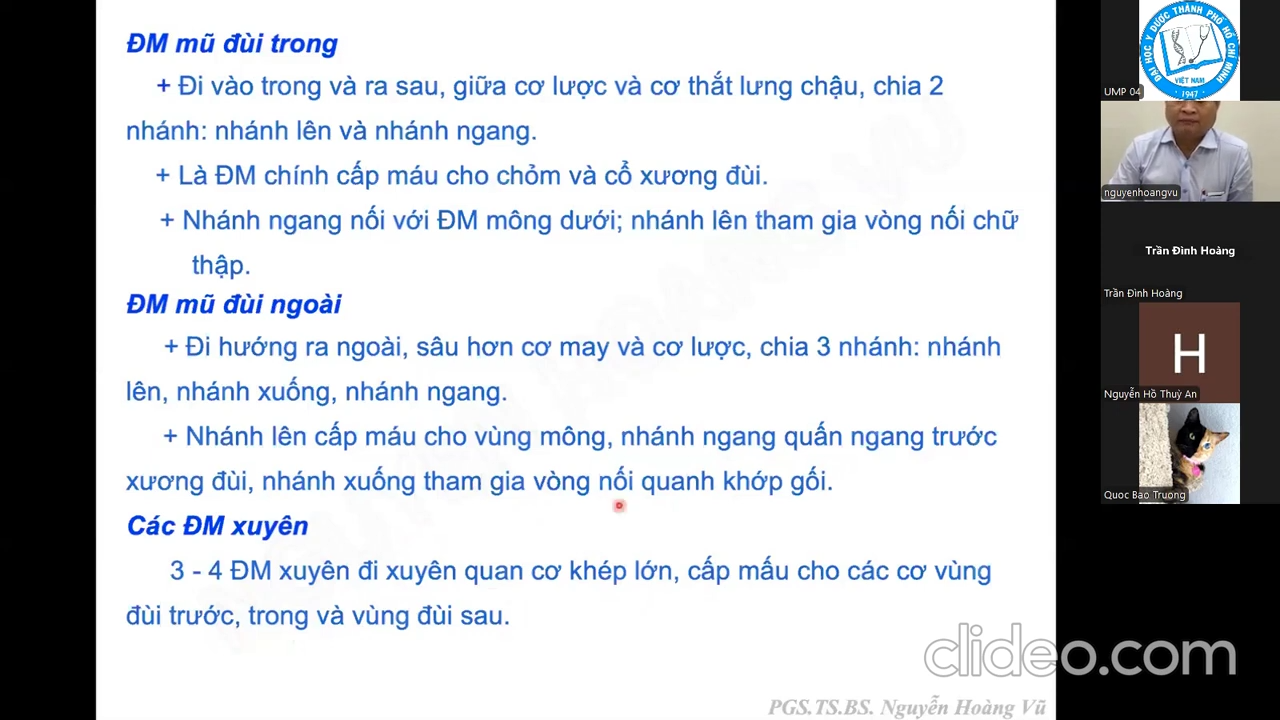 ĐM mũ đùi trong
+ Đi vào trong và ra sau, giữa cơ lược và cơ thắt lưng chậu, chia 2
nhánh: nhánh lên và nhánh ngang.
+ Là ĐM chính cấp máu cho chỏm và cổ xương đùi.
+ Nhánh ngang nối với ĐM mông dưới; nhánh lên tham gia vòng nối chữ
thập.
ĐM mũ đùi ngoài
+ Đi hướng ra ngoài, sâu hơn cơ may và cơ lược, chia 3 nhánh: nhánh
lên, nhánh xuống, nhánh ngang.
+ Nhánh lên cấp máu cho vùng mông, nhánh ngang quấn ngang trước
xương đùi, nhánh xuống tham gia vòng nối quanh khớp gối.
Các ĐM xuyên
3 - 4 ĐM xuyên đi xuyên quan cơ khép lớn, cấp mấu cho các cơ vùng
đùi trước, trong và vùng đùi sau.
clideo.com
PGS.TS.BS. Nguyễn Hoàng Vũ
ĐẠI HỌC Y DƯỢC THÀNH PHỐ HỒ CHÍ MINH
VIỆT NAM
1947
UMP 04
nguyenhoangvu
Trần Đình Hoàng
Trần Đình Hoàng
H
Nguyễn Hồ Thuỳ An
Quoc Bao Truong